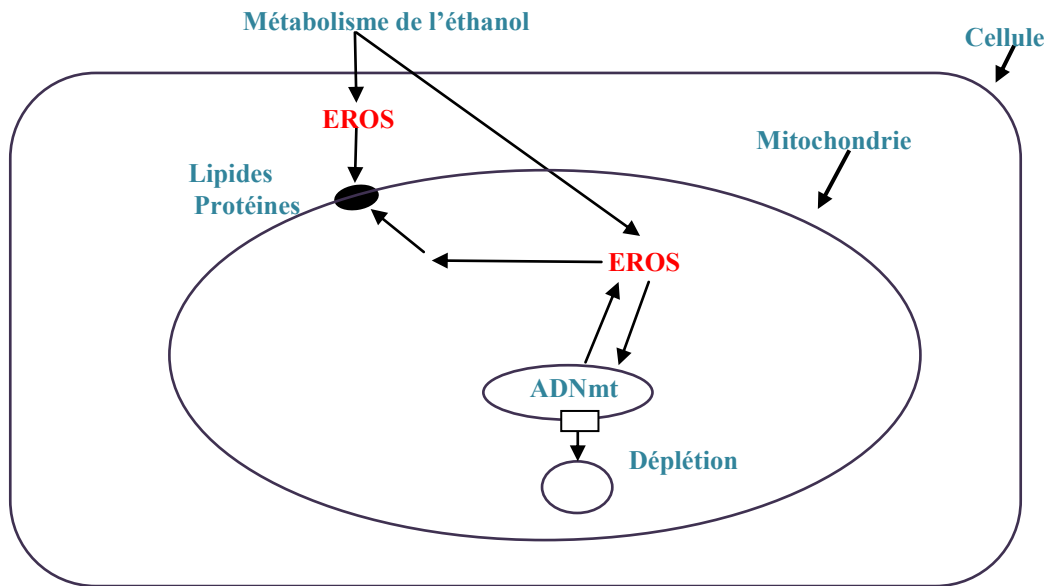 Métabolisme de l'éthanol
Cellule
EROS
Mitochondrie
Lipides
Protéines
EROS
ADNmt
Déplétion